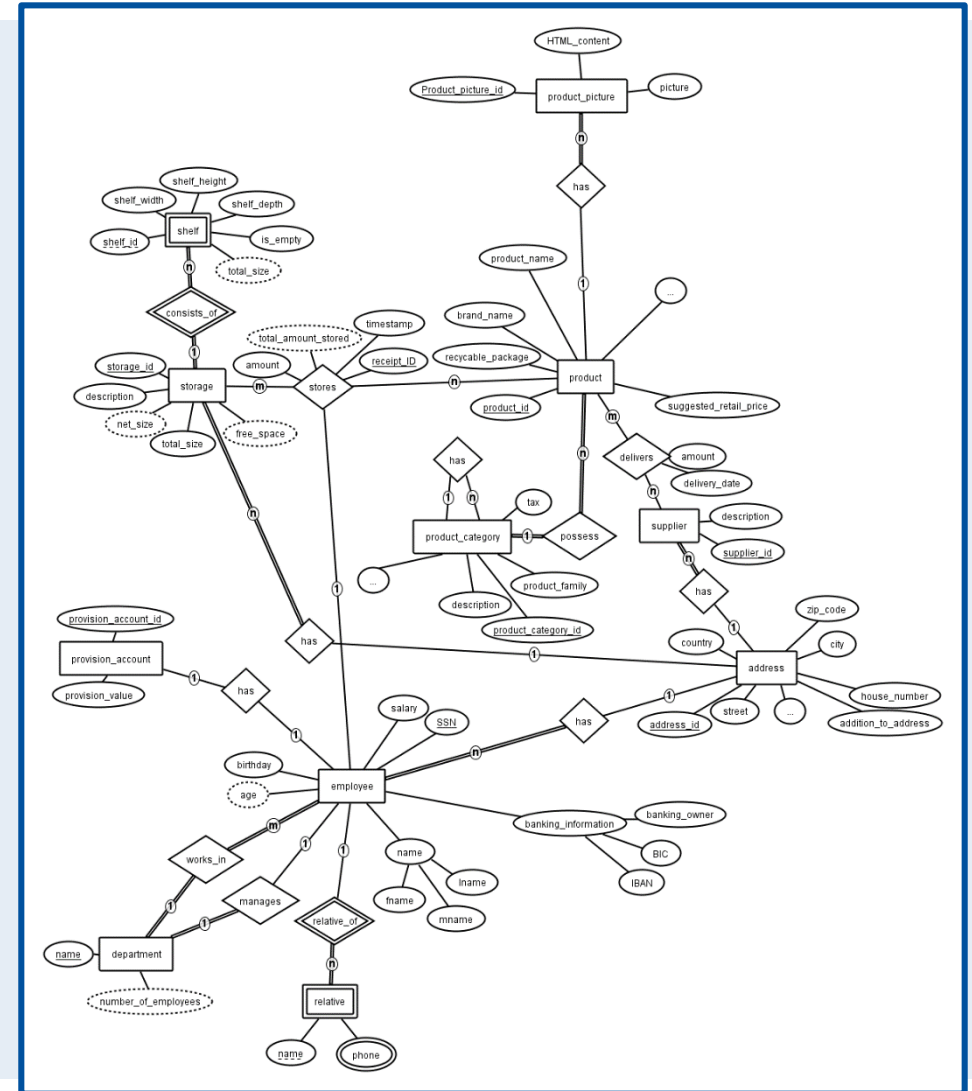 HTML_content
Product_picture_id
product_picture
picture
n
has
1
shelf_height
shelf_width
shelf_depth
shelf
shelf_id
is_empty
total_size
n
consists_of
1
product_name
...
brand_name
recycable_package
product
product_id
suggested_retail_price
total_amount_stored
timestamp
amount
receipt_ID
storage_id
storage
m
stores
n
description
net_size
total_size
free_space
m
delivers
amount
delivery_date
n
supplier
description
supplier_id
n
has
1
has
1
n
n
tax
product_category
1
possess
...
product_family
description
product_category_id
n
1
has
1
provision_account_id
provision_account
provision_value
1
has
1
zip_code
country
city
address
house_number
street
...
addition_to_address
address_id
1
has
n
salary
SSN
birthday
age
employee
banking_information
banking_owner
BIC
IBAN
name
lname
fname
mname
m
works_in
1
1
manages
1
department
name
number_of_employees
1
relative_of
n
relative
name
phone